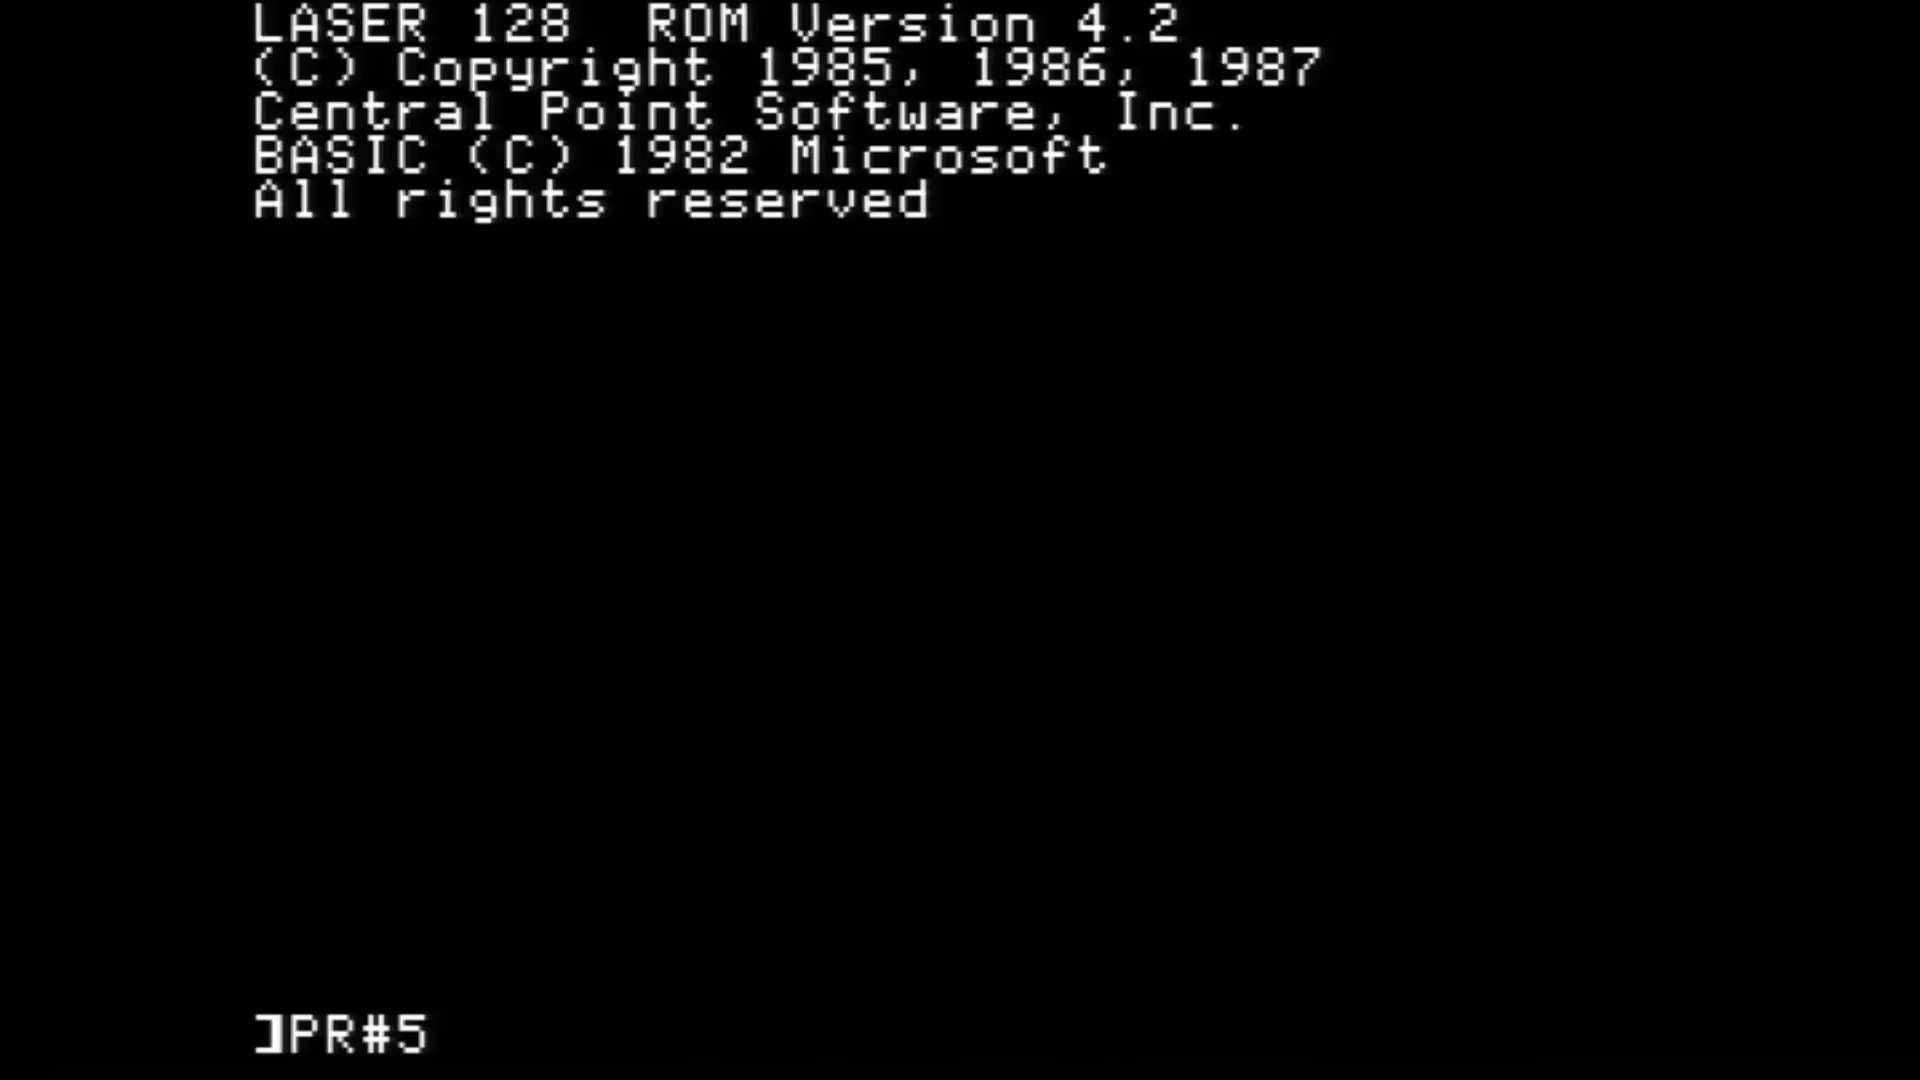 LASER 128  ROM Version 4.2
(C) Copyright 1985, 1986, 1987
Central Point Software, Inc.
BASIC (C) 1982 Microsoft
All rights reserved
]PR#5